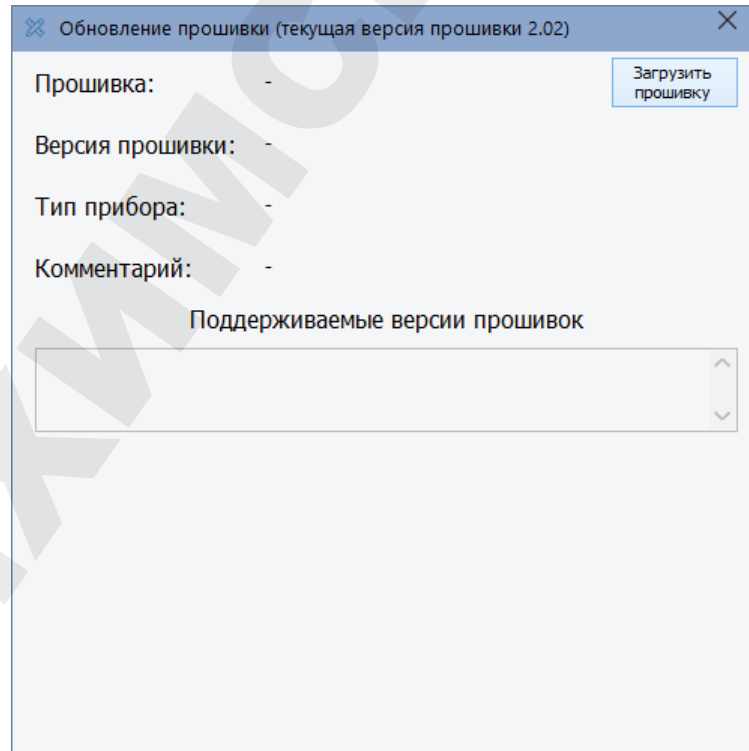 Обновление прошивки (текущая версия прошивки 2.02)
Прошивка: -
Загрузить
прошивку
Версия прошивки: -
Тип прибора: -
Комментарий: -
Поддерживаемые версии прошивок